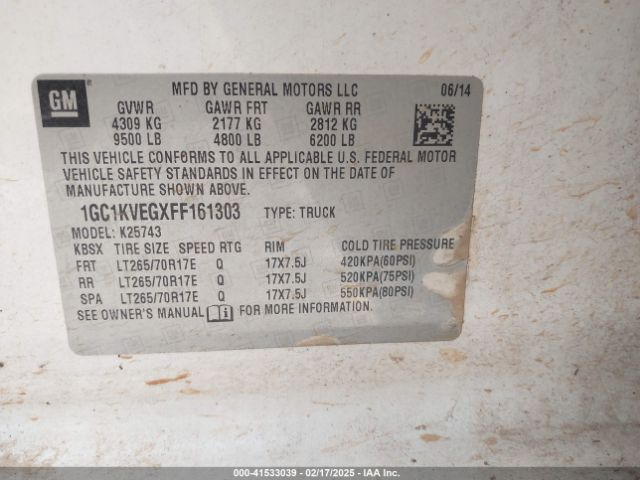 GM
MFD BY GENERAL MOTORS LLC 06/14
GVWR GAWR FRT GAWR RR
4309 KG 2177 KG 2812 KG
9500 LB 4800 LB 6200 LB
THIS VEHICLE CONFORMS TO ALL APPLICABLE U.S. FEDERAL MOTOR
VEHICLE SAFETY STANDARDS IN EFFECT ON THE DATE OF
MANUFACTURE SHOWN ABOVE.
1GC1KVEGXFF161303 TYPE: TRUCK
MODEL: K25743
KBSX TIRE SIZE SPEED RTG RIM COLD TIRE PRESSURE
FRT LT265/70R17E Q 17X7.5J 420KPA(60PSI)
RR LT265/70R17E Q 17X7.5J 520KPA(75PSI)
SPA LT265/70R17E Q 17X7.5J 550KPA(80PSI)
SEE OWNER'S MANUAL FOR MORE INFORMATION.
000-41533039 - 02/17/2025 - IAA Inc.